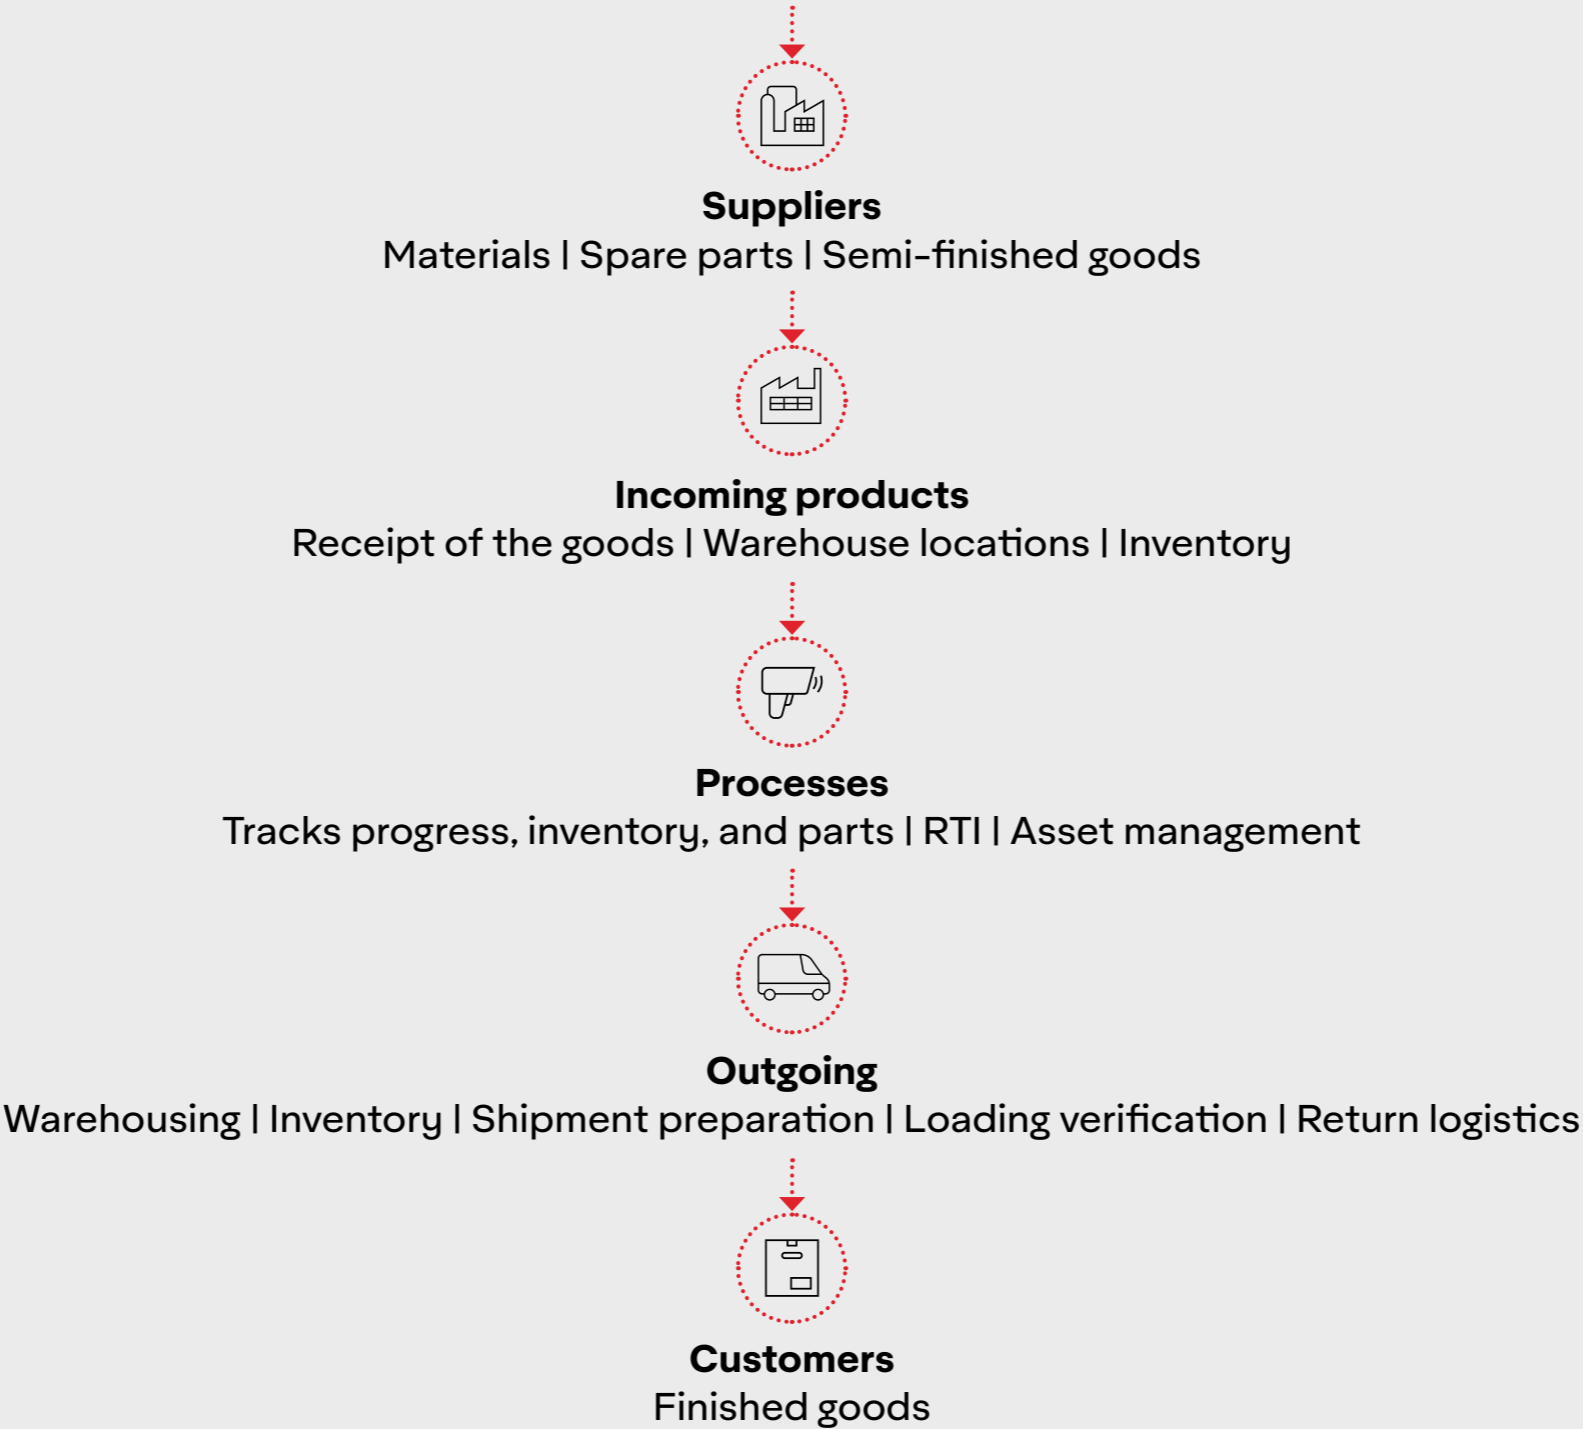 Suppliers
Materials | Spare parts | Semi-finished goods
Incoming products
Receipt of the goods | Warehouse locations | Inventory
Processes
Tracks progress, inventory, and parts | RTI | Asset management
Outgoing
Warehousing | Inventory | Shipment preparation | Loading verification | Return logistics
Customers
Finished goods